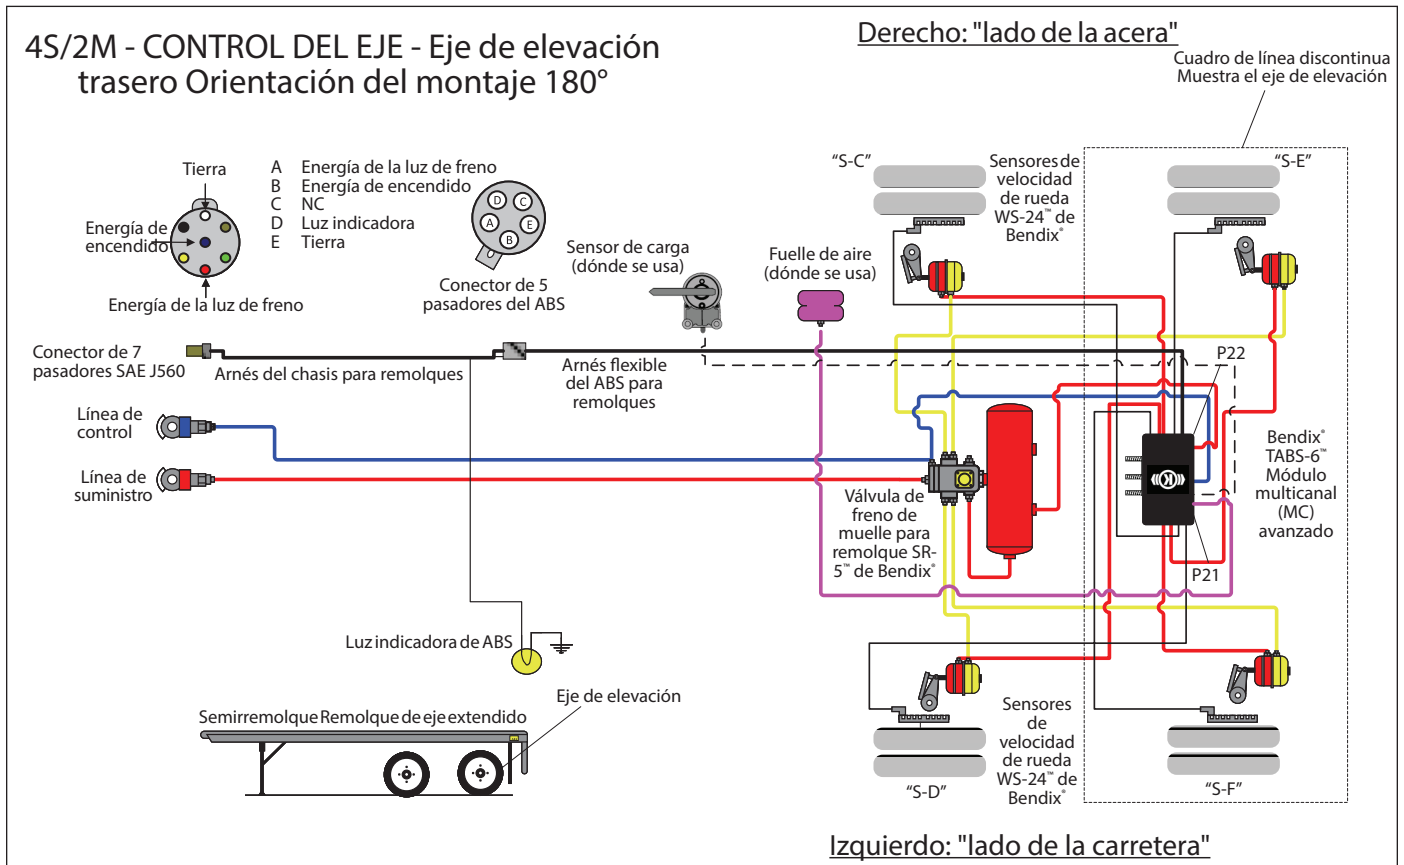 4S/2M - CONTROL DEL EJE - Eje de elevación
trasero Orientación del montaje 180°
Derecho: "lado de la acera"
Cuadro de línea discontinua
Muestra el eje de elevación
Tierra
Energía de
encendido
Energía de la luz de freno
A Energía de la luz de freno
B Energía de encendido
C NC
D Luz indicadora
E Tierra
D
C
A
E
B
Conector de 5
pasadores del ABS
Sensor de carga
(dónde se usa)
Fuelle de aire
(dónde se usa)
"S-C"
Sensores de
velocidad
de rueda
WS-24™ de
Bendix®
"S-E"
Conector de 7
pasadores SAE J560
Arnés del chasis para remolques
Arnés flexible
del ABS para
remolques
Línea de
control
Línea de
suministro
Válvula de
freno de
muelle para
remolque SR-
5™ de Bendix®
P22
Bendix®
TABS-6™
Módulo
multicanal
(MC)
avanzado
P21
Luz indicadora de ABS
Eje de elevación
Semirremolque Remolque de eje extendido
Sensores
de
velocidad
de rueda
WS-24™ de
Bendix®
"S-D"
"S-F"
Izquierdo: "lado de la carretera"